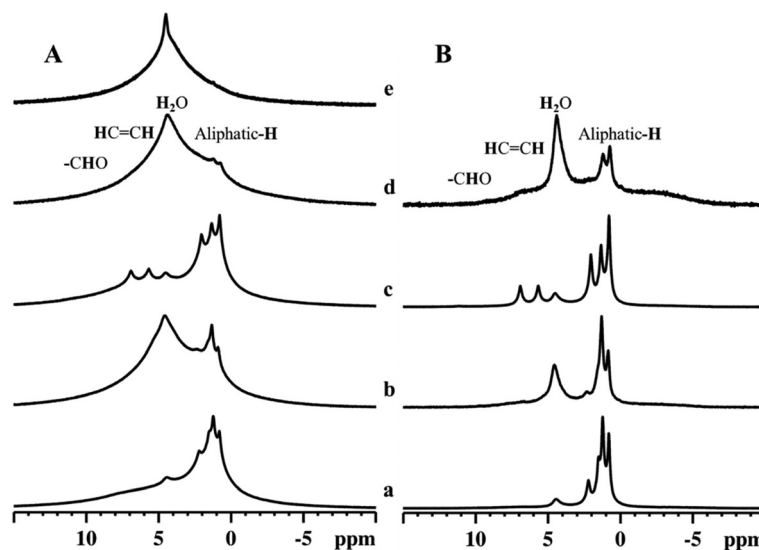 A
B
e
H₂O
HC=CH
Aliphatic-H
-CHO
d
H₂O
HC=CH
Aliphatic-H
-CHO
c
b
a
10 5 0 -5 ppm
10 5 0 -5 ppm